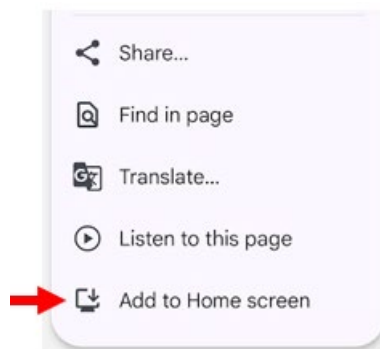 Share...
Find in page
Translate...
Listen to this page
Add to Home screen